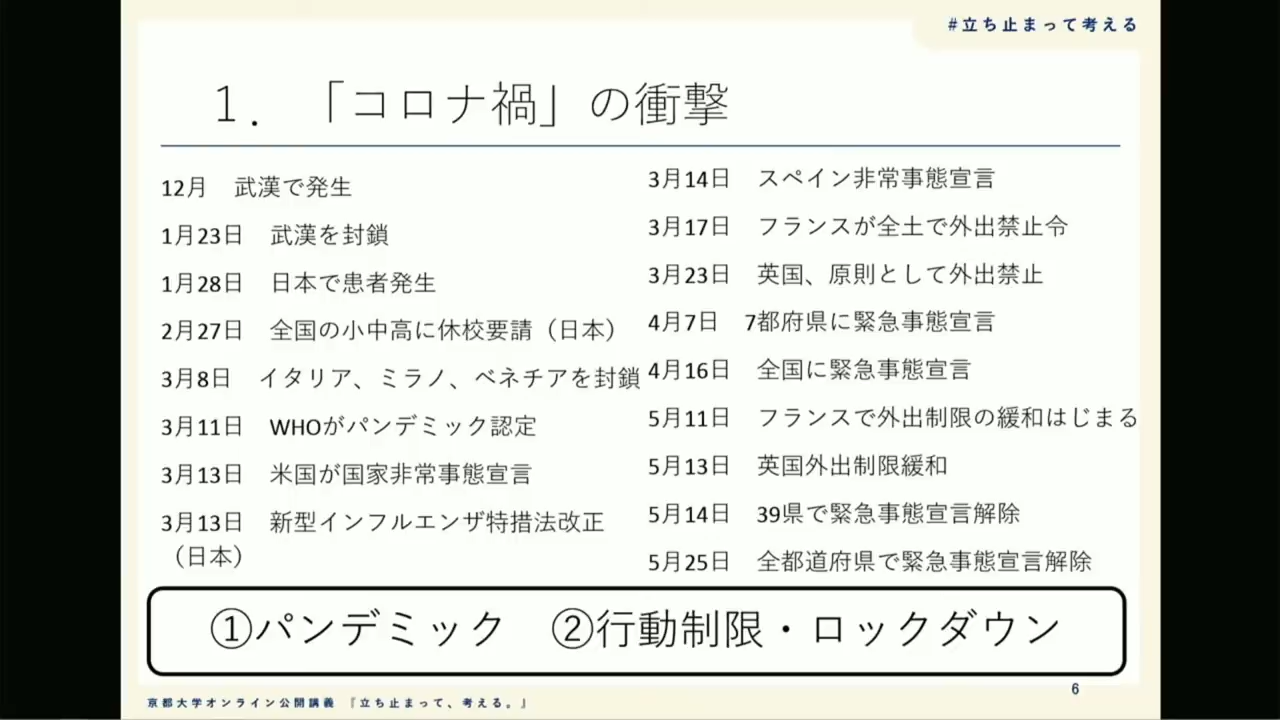 #立ち止まって考える
1．「コロナ禍」の衝撃
12月　武漢で発生
1月23日　武漢を封鎖
1月28日　日本で患者発生
2月27日　全国の小中高に休校要請（日本）
3月8日　イタリア、ミラノ、ベネチアを封鎖
3月11日　WHOがパンデミック認定
3月13日　米国が国家非常事態宣言
3月13日　新型インフルエンザ特措法改正
（日本）
3月14日　スペイン非常事態宣言
3月17日　フランスが全土で外出禁止令
3月23日　英国、原則として外出禁止
4月7日　7都府県に緊急事態宣言
4月16日　全国に緊急事態宣言
5月11日　フランスで外出制限の緩和はじまる
5月13日　英国外出制限緩和
5月14日　39県で緊急事態宣言解除
5月25日　全都道府県で緊急事態宣言解除
①パンデミック　②行動制限・ロックダウン
6
京都大学オンライン公開講義　『立ち止まって、考える。』